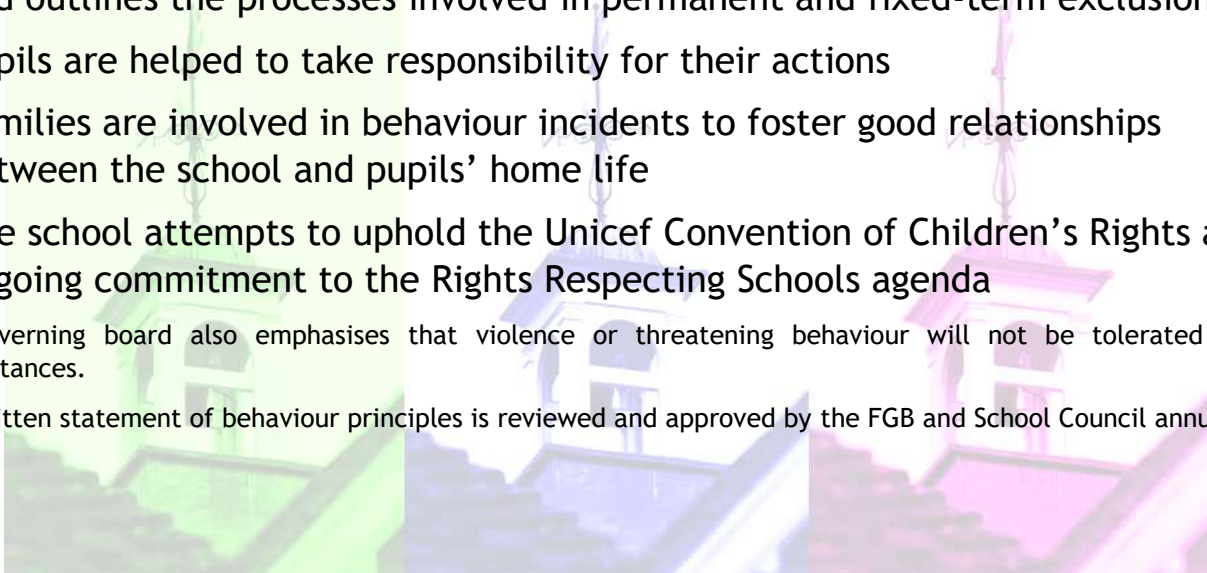 d outlines the processes involved in permanent and fixed-term exclusion
pils are helped to take responsibility for their actions
milies are involved in behaviour incidents to foster good relationships
tween the school and pupils’ home life
e school attempts to uphold the Unicef Convention of Children’s Rights a
going commitment to the Rights Respecting Schools agenda
verning board also emphasises that violence or threatening behaviour will not be tolerated
tances.
itten statement of behaviour principles is reviewed and approved by the FGB and School Council annu